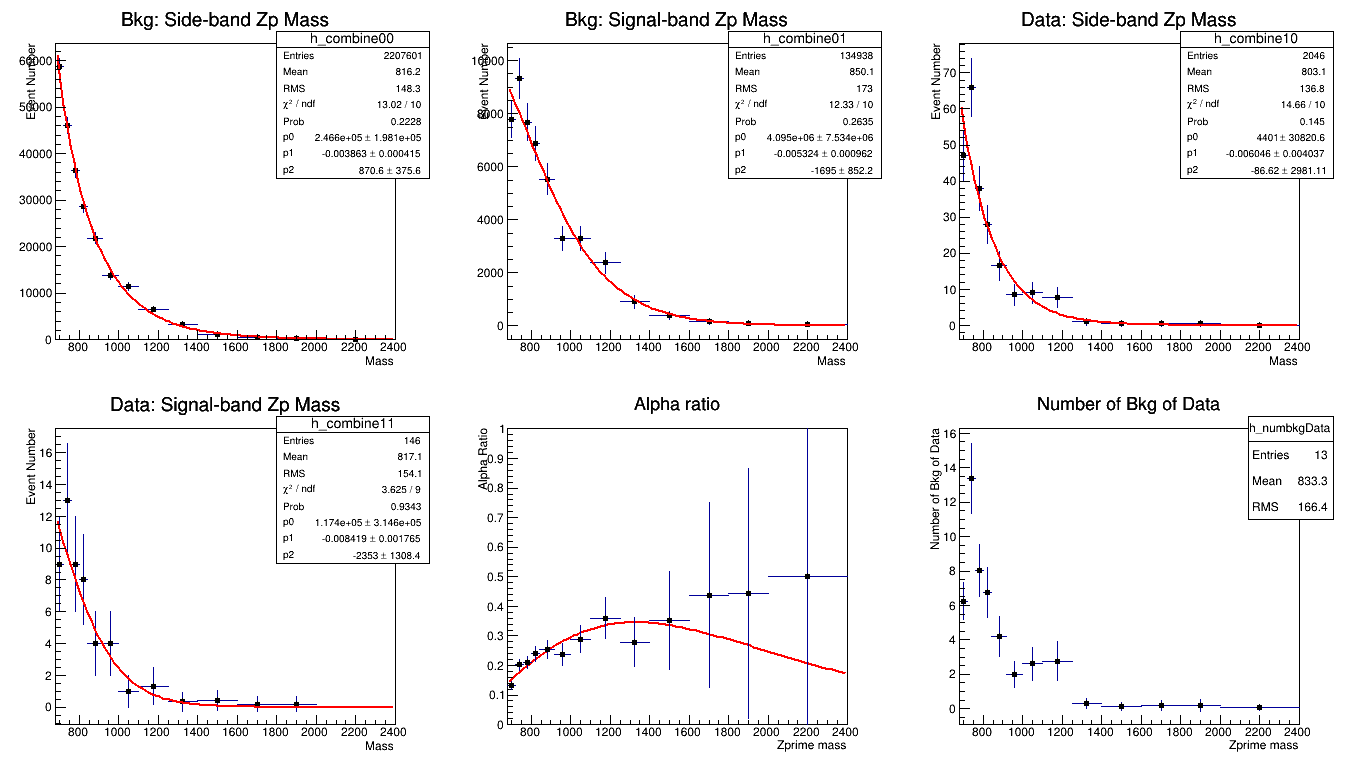 Bkg: Side-band Zp Mass
Event Number
h_combine00
Entries 2207601
Mean 816.2
RMS 148.3
χ² / ndf 13.02 / 10
Prob 0.2228
p0 2.466e+05 ± 1.981e+05
p1 -0.003863 ± 0.000415
p2 870.6 ± 375.6
60000
50000
40000
30000
20000
10000
0
800 1000 1200 1400 1600 1800 2000 2200 2400
Mass
Bkg: Signal-band Zp Mass
Event Number
h_combine01
Entries 134938
Mean 850.1
RMS 173
χ² / ndf 12.33 / 10
Prob 0.2635
p0 4.095e+06 ± 7.534e+06
p1 -0.005324 ± 0.000962
p2 -1695 ± 852.2
10000
8000
6000
4000
2000
0
800 1000 1200 1400 1600 1800 2000 2200 2400
Mass
Data: Side-band Zp Mass
Event Number
h_combine10
Entries 2046
Mean 803.1
RMS 136.8
χ² / ndf 14.66 / 10
Prob 0.145
p0 4401 ± 30820.6
p1 -0.006046 ± 0.004037
p2 -86.62 ± 2981.11
70
60
50
40
30
20
10
0
800 1000 1200 1400 1600 1800 2000 2200 2400
Mass
Data: Signal-band Zp Mass
Event Number
h_combine11
Entries 146
Mean 817.1
RMS 154.1
χ² / ndf 3.625 / 9
Prob 0.9343
p0 1.174e+05 ± 3.146e+05
p1 -0.008419 ± 0.001765
p2 -2353 ± 1308.4
16
14
12
10
8
6
4
2
0
800 1000 1200 1400 1600 1800 2000 2200 2400
Mass
Alpha ratio
Alpha Ratio
1
0.9
0.8
0.7
0.6
0.5
0.4
0.3
0.2
0.1
0
800 1000 1200 1400 1600 1800 2000 2200 2400
Zprime mass
Number of Bkg of Data
Number of Bkg of Data
h_numbkgData
Entries 13
Mean 833.3
RMS 166.4
16
14
12
10
8
6
4
2
0
800 1000 1200 1400 1600 1800 2000 2200 2400
Zprime mass